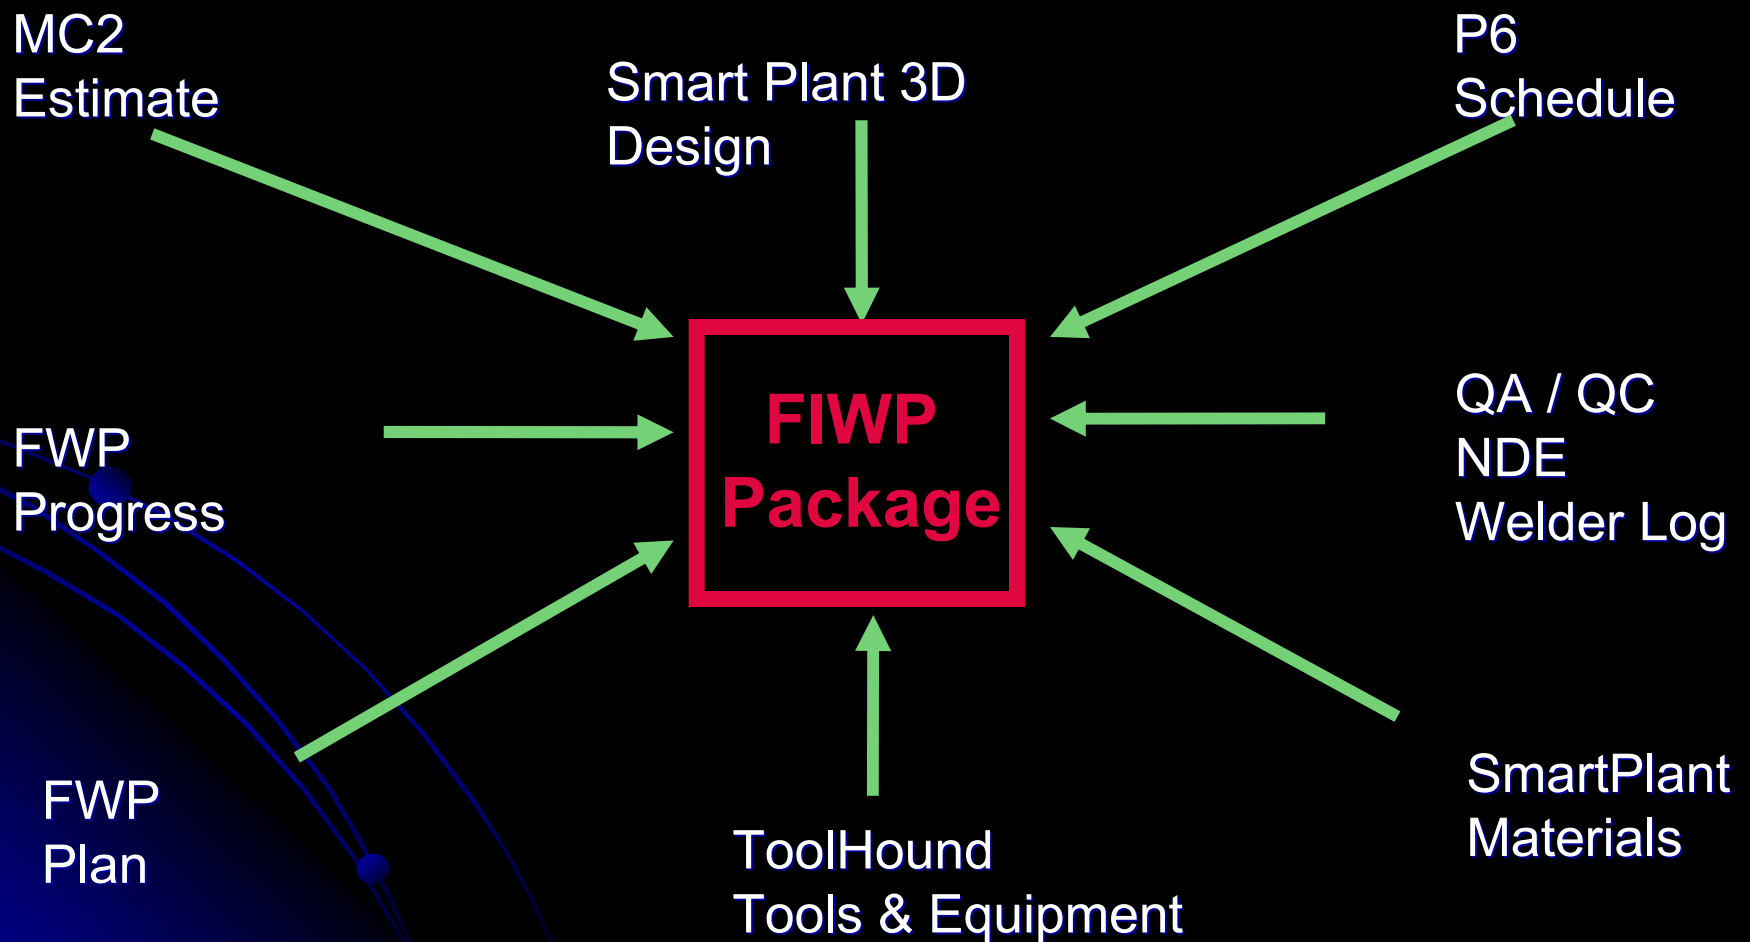 MC2
Estimate
Smart Plant 3D
Design
P6
Schedule
FIWP
Package
FWP
Progress
QA / QC
NDE
Welder Log
FWP
Plan
ToolHound
Tools & Equipment
SmartPlant
Materials